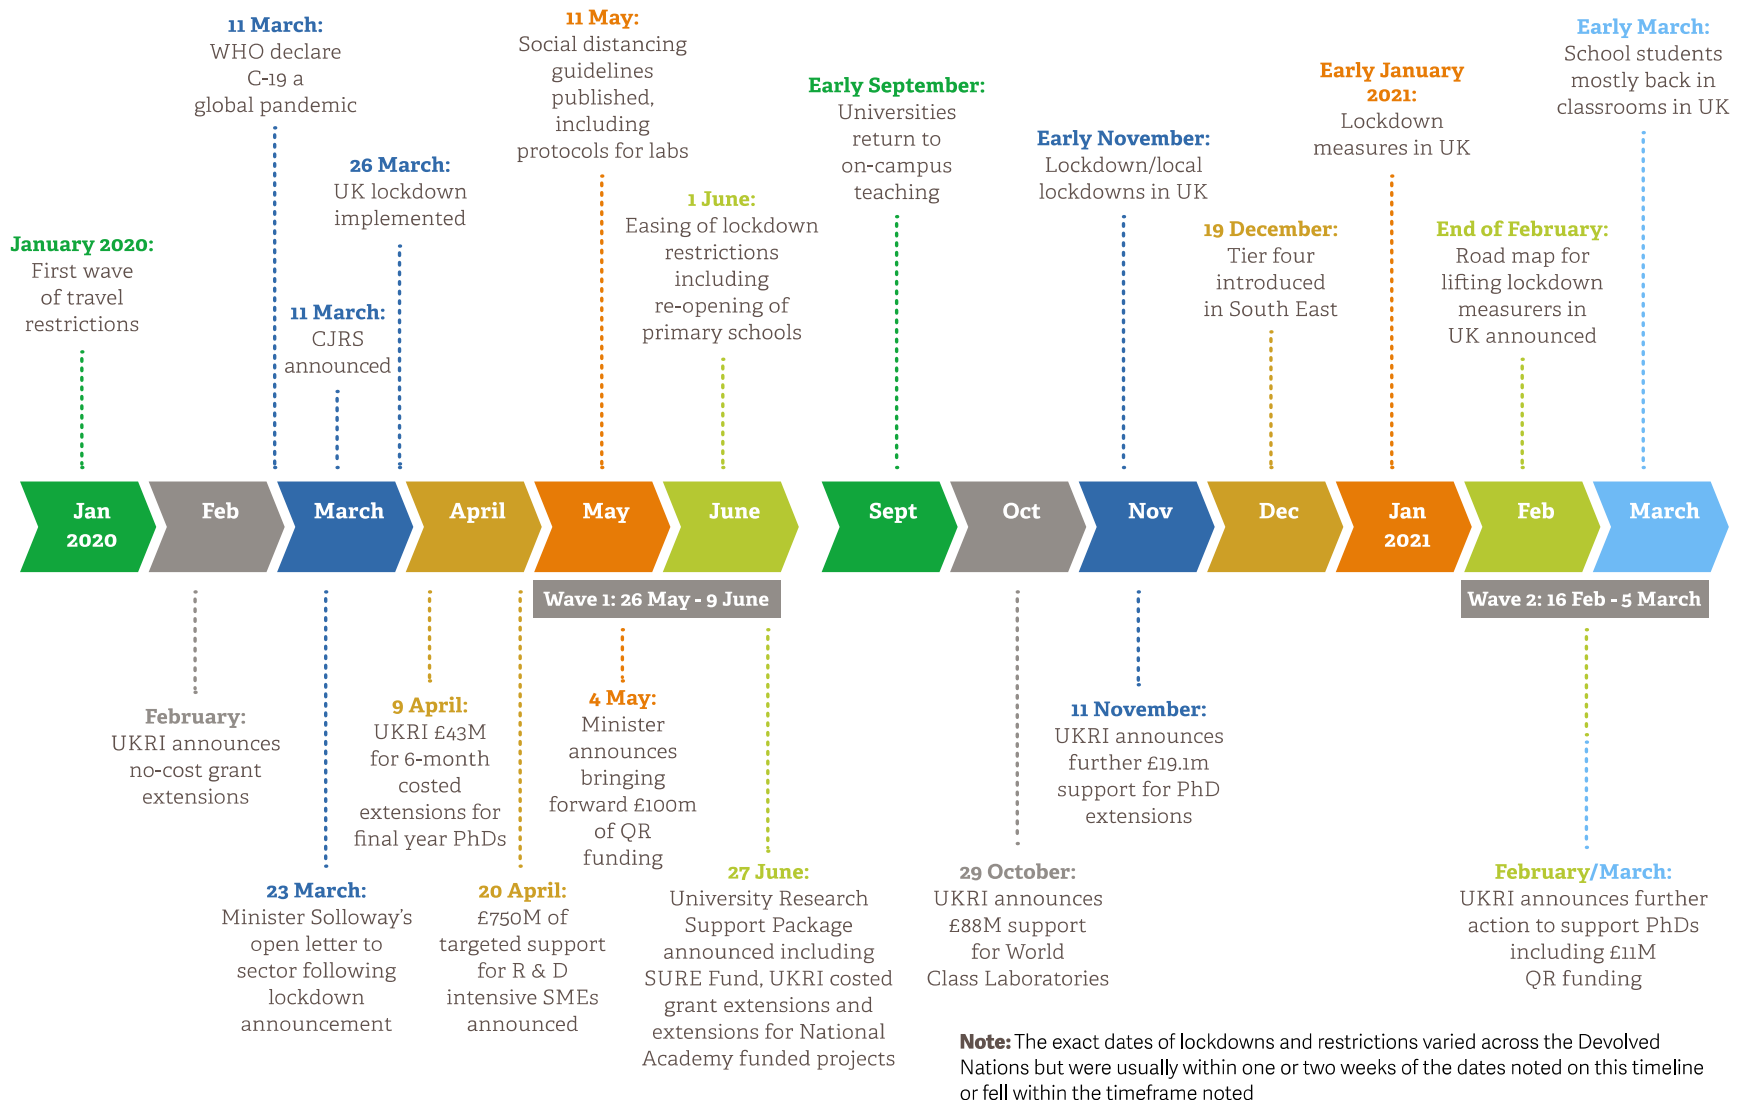 January 2020:
First wave
of travel
restrictions
11 March:
WHO declare
C-19 a
global pandemic
11 March:
CJRS
announced
26 March:
UK lockdown
implemented
11 May:
Social distancing
guidelines
published,
including
protocols for labs
1 June:
Easing of lockdown
restrictions
including
re-opening of
primary schools
Early September:
Universities
return to
on-campus
teaching
Early November:
Lockdown/local
lockdowns in UK
19 December:
Tier four
introduced
in South East
Early January
2021:
Lockdown
measures in UK
End of February:
Road map for
lifting lockdown
measurers in
UK announced
Early March:
School students
mostly back in
classrooms in UK
Jan
2020
Feb
March
April
May
June
Sept
Oct
Nov
Dec
Jan
2021
Feb
March
Wave 1: 26 May - 9 June
Wave 2: 16 Feb - 5 March
February:
UKRI announces
no-cost grant
extensions
23 March:
Minister Solloway's
open letter to
sector following
lockdown
announcement
9 April:
UKRI £43M
for 6-month
costed
extensions for
final year PhDs
20 April:
£750M of
targeted support
for R & D
intensive SMEs
announced
4 May:
Minister
announces
bringing
forward £100m
of QR
funding
27 June:
University Research
Support Package
announced including
SURE Fund, UKRI costed
grant extensions and
extensions for National
Academy funded projects
29 October:
UKRI announces
£88M support
for World
Class Laboratories
11 November:
UKRI announces
further £19.1m
support for PhD
extensions
February/March:
UKRI announces further
action to support PhDs
including £11M
QR funding
Note: The exact dates of lockdowns and restrictions varied across the Devolved
Nations but were usually within one or two weeks of the dates noted on this timeline
or fell within the timeframe noted